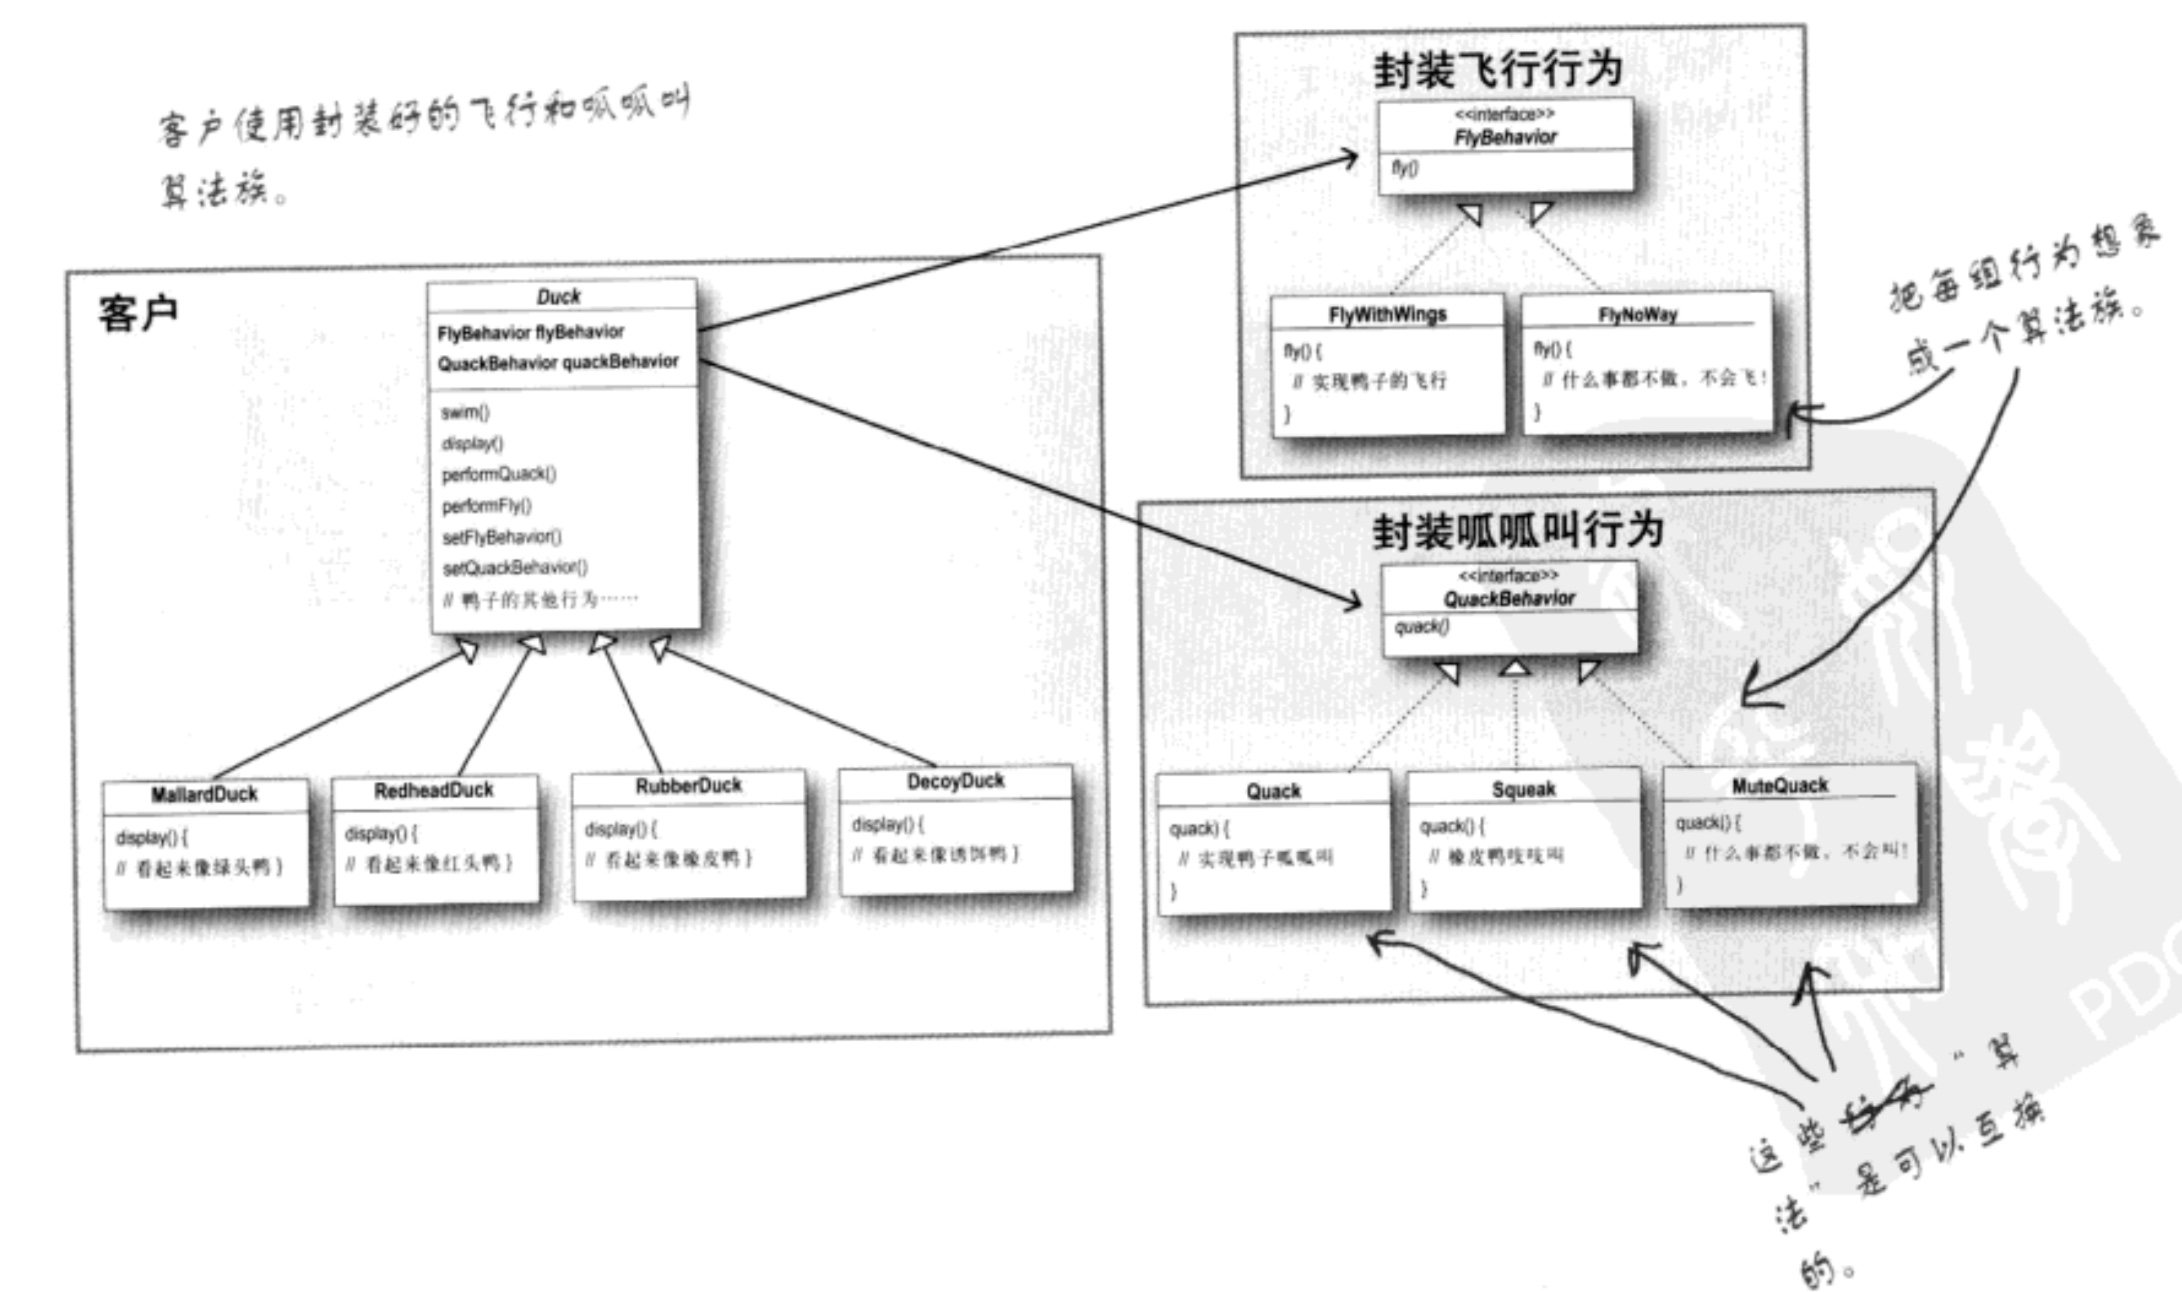 客户使用封装好的飞行和呱呱叫
算法族。
客户
Duck
FlyBehavior flyBehavior
QuackBehavior quackBehavior
swim()
display()
performQuack()
performFly()
setFlyBehavior()
setQuackBehavior()
// 鸭子的其他行为……
MallardDuck
display() {
// 看起来像绿头鸭 }
RedheadDuck
display() {
// 看起来像红头鸭 }
RubberDuck
display() {
// 看起来像橡皮鸭 }
DecoyDuck
display() {
// 看起来像诱饵鸭 }
封装飞行行为
<<interface>>
FlyBehavior
fly()
FlyWithWings
fly() {
// 实现鸭子的飞行
}
FlyNoWay
fly() {
// 什么事都不做，不会飞！
}
把每组行为想象
成一个算法族。
封装呱呱叫行为
<<interface>>
QuackBehavior
quack()
Quack
quack) {
// 实现鸭子呱呱叫
}
Squeak
quack() {
// 橡皮鸭吱吱叫
}
MuteQuack
quack() {
// 什么事都不做，不会叫！
}
这些行为“算
法”是可以互换
的。
PDG